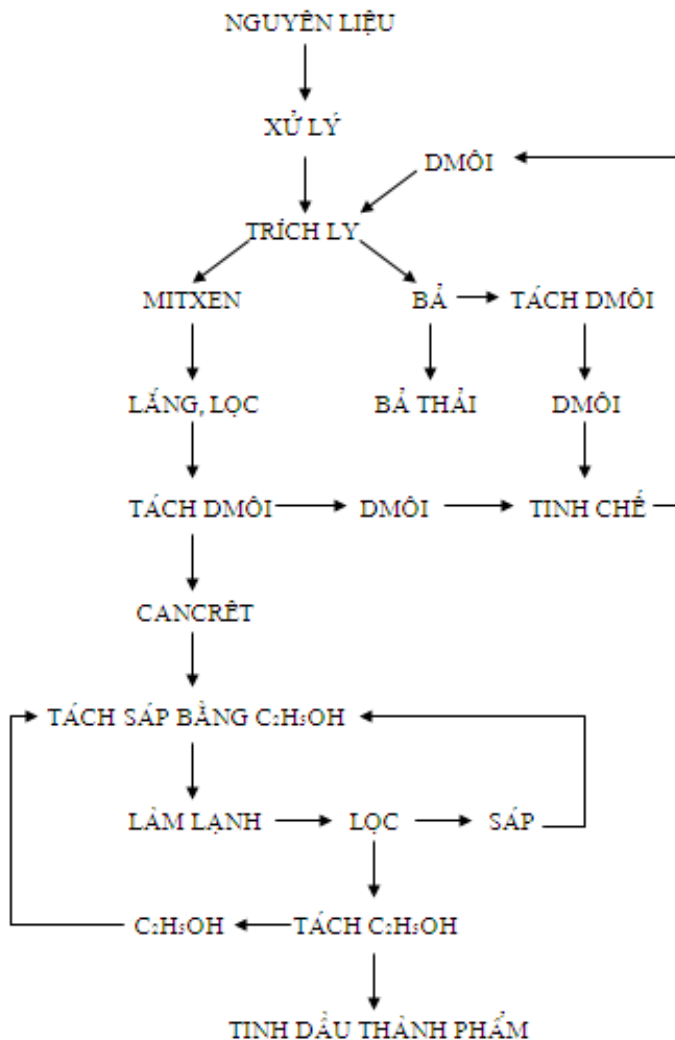 NGUYÊN LIỆU
XỬ LÝ
DMÔI
TRÍCH LY
MITXEN
BẢ
TÁCH DMÔI
LẮNG, LỌC
BẢ THẢI
DMÔI
TÁCH DMÔI
DMÔI
TINH CHẾ
CANCRÊT
TÁCH SÁP BẰNG C₂H₅OH
LÀM LẠNH
LỌC
SÁP
C₂H₅OH
TÁCH C₂H₅OH
TINH DẦU THÀNH PHẨM